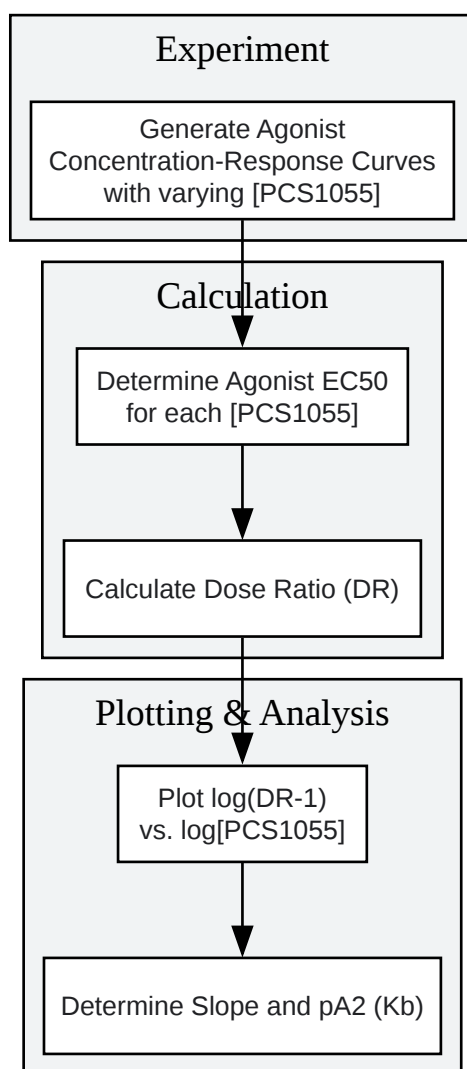 Experiment
Generate Agonist
Concentration-Response Curves
with varying [PCS1055]
Calculation
Determine Agonist EC50
for each [PCS1055]
Calculate Dose Ratio (DR)
Plotting & Analysis
Plot log(DR-1)
vs. log[PCS1055]
Determine Slope and pA2 (Kb)